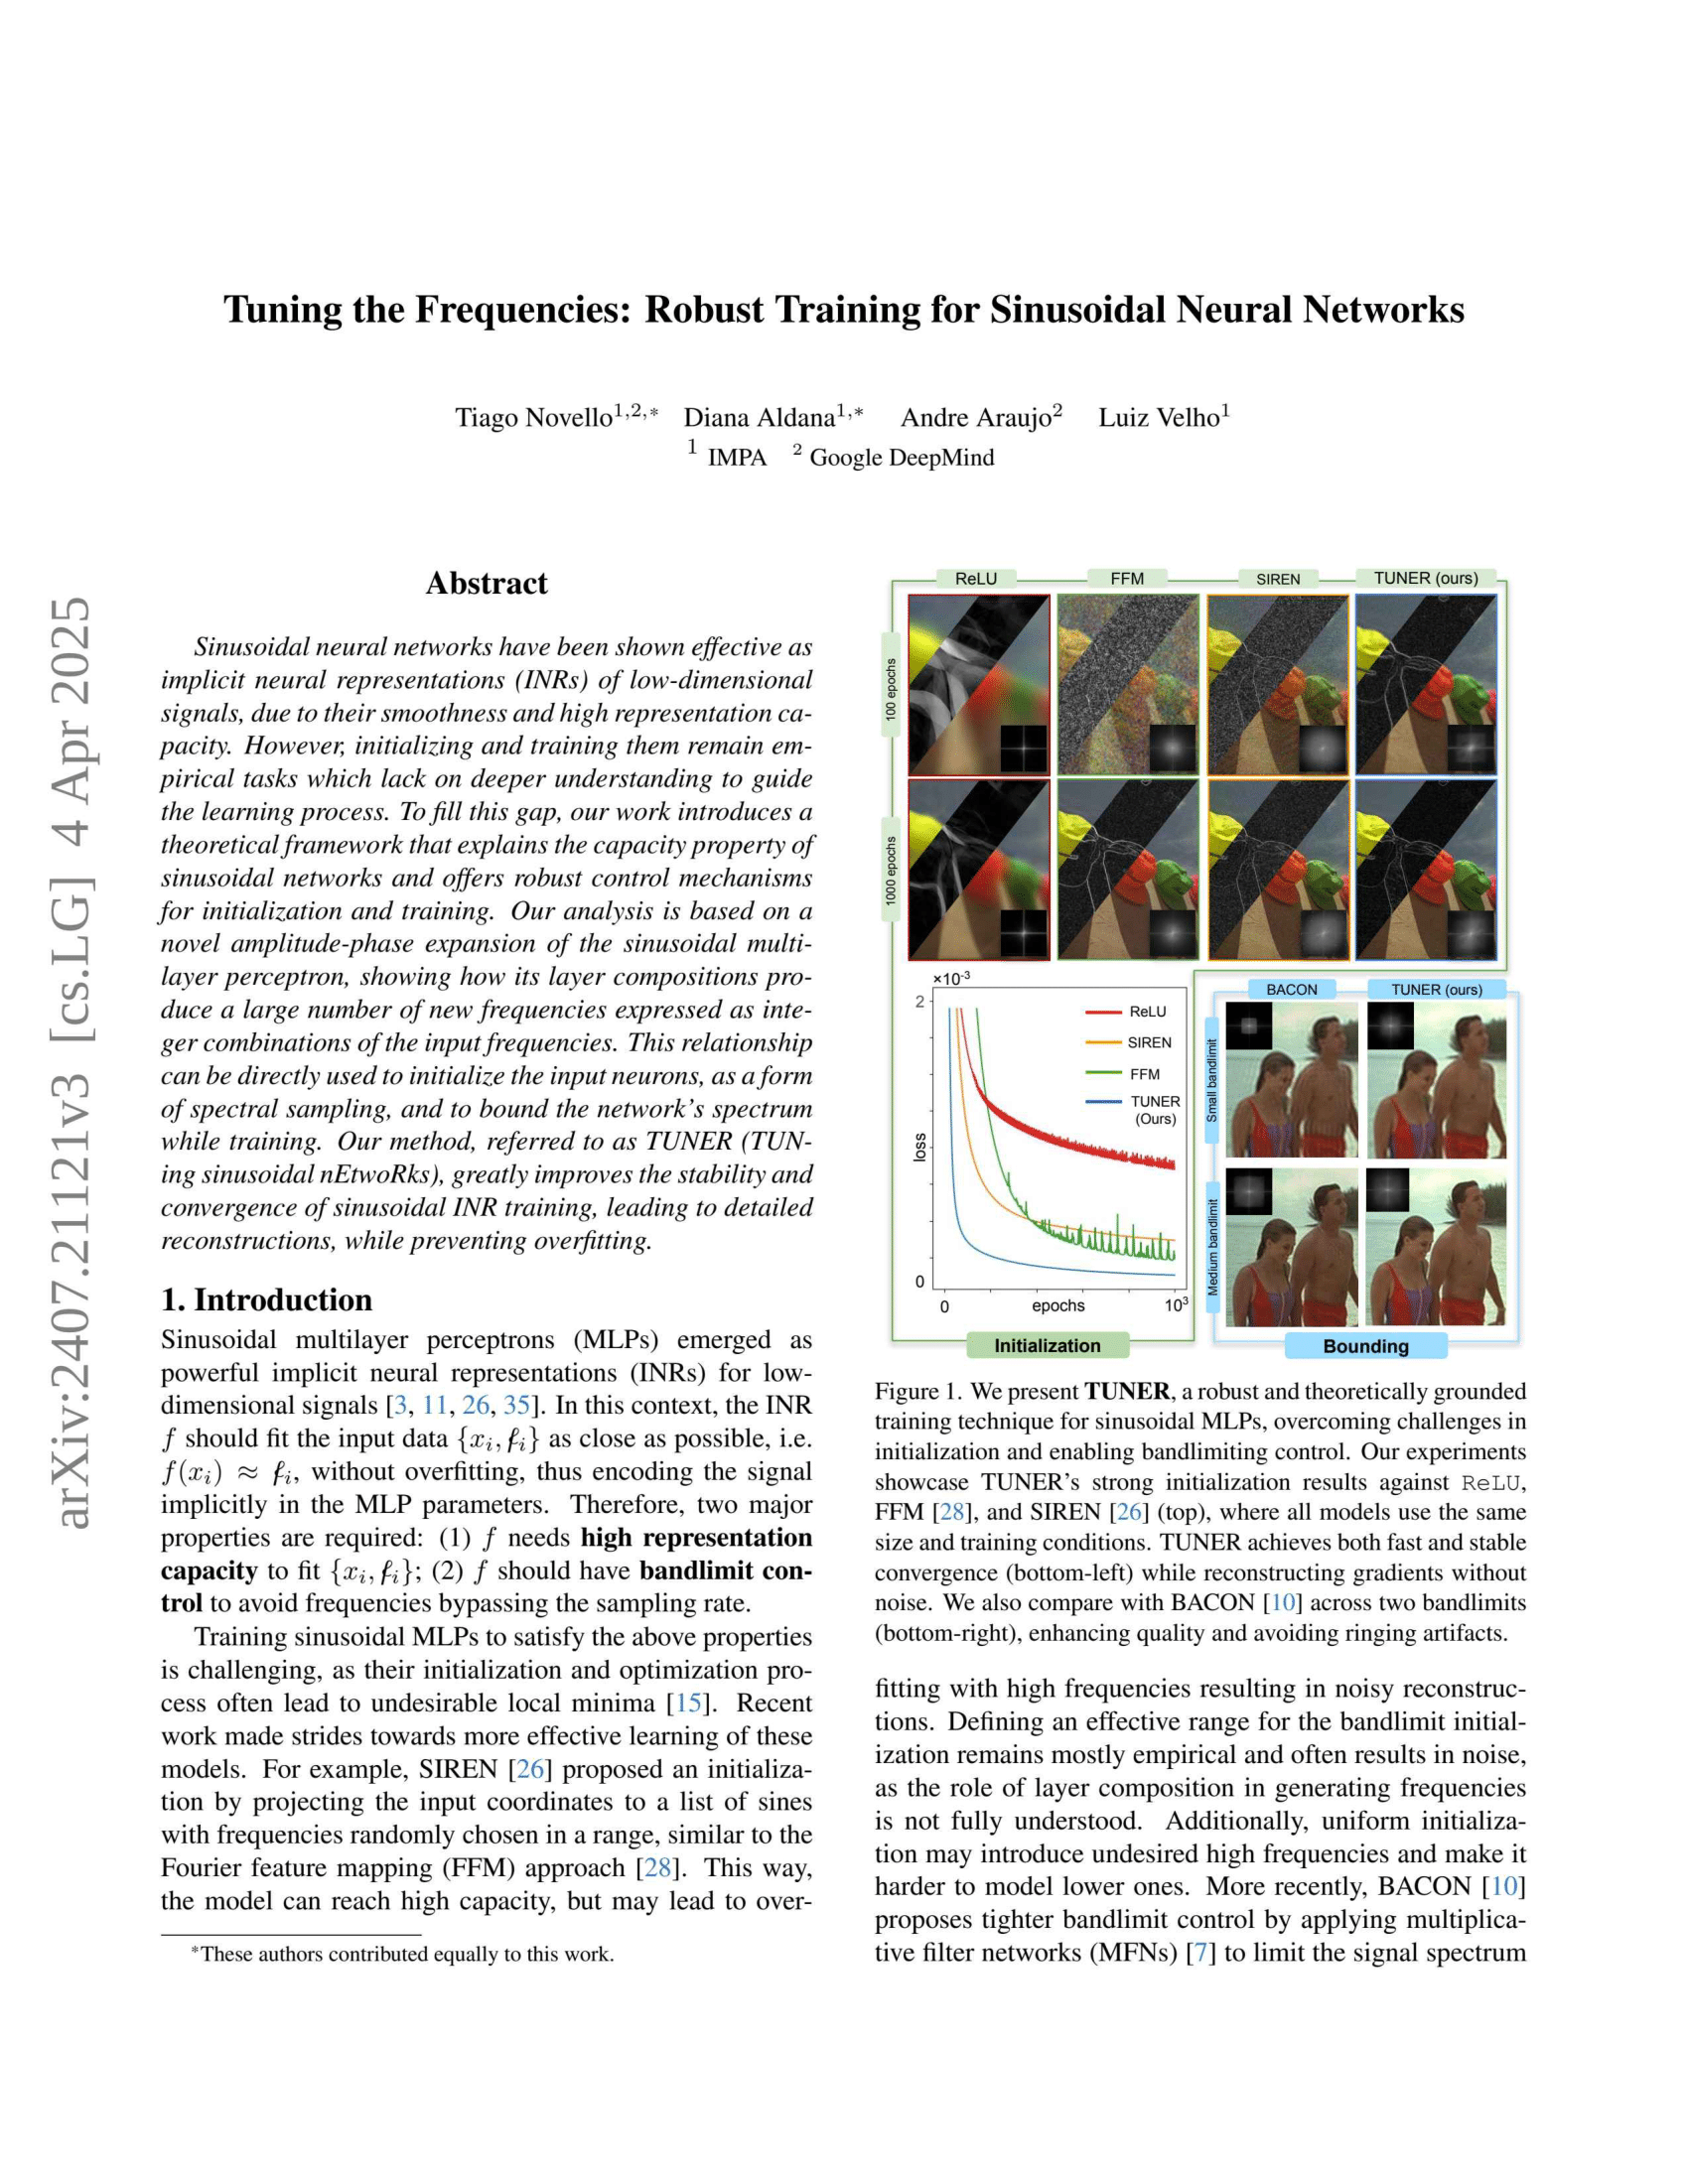 arXiv:2407.21121v3 [cs.LG] 4 Apr 2025
Tuning the Frequencies: Robust Training for Sinusoidal Neural Networks
Tiago Novello1,2,* Diana Aldana1,* Andre Araujo2 Luiz Velho1
1 IMPA 2 Google DeepMind
Abstract
Sinusoidal neural networks have been shown effective as
implicit neural representations (INRs) of low-dimensional
signals, due to their smoothness and high representation ca-
pacity. However, initializing and training them remain em-
pirical tasks which lack on deeper understanding to guide
the learning process. To fill this gap, our work introduces a
theoretical framework that explains the capacity property of
sinusoidal networks and offers robust control mechanisms
for initialization and training. Our analysis is based on a
novel amplitude-phase expansion of the sinusoidal multi-
layer perceptron, showing how its layer compositions pro-
duce a large number of new frequencies expressed as inte-
ger combinations of the input frequencies. This relationship
can be directly used to initialize the input neurons, as a form
of spectral sampling, and to bound the network's spectrum
while training. Our method, referred to as TUNER (TUN-
ing sinusoidal nEtwoRks), greatly improves the stability and
convergence of sinusoidal INR training, leading to detailed
reconstructions, while preventing overfitting.
1. Introduction
Sinusoidal multilayer perceptrons (MLPs) emerged as
powerful implicit neural representations (INRs) for low-
dimensional signals [3, 11, 26, 35]. In this context, the INR
f should fit the input data {xi, fi} as close as possible, i.e.
f(xi) ≈ fi, without overfitting, thus encoding the signal
implicitly in the MLP parameters. Therefore, two major
properties are required: (1) f needs high representation
capacity to fit {xi, fi}; (2) f should have bandlimit con-
trol to avoid frequencies bypassing the sampling rate.
Training sinusoidal MLPs to satisfy the above properties
is challenging, as their initialization and optimization pro-
cess often lead to undesirable local minima [15]. Recent
work made strides towards more effective learning of these
models. For example, SIREN [26] proposed an initializa-
tion by projecting the input coordinates to a list of sines
with frequencies randomly chosen in a range, similar to the
Fourier feature mapping (FFM) approach [28]. This way,
the model can reach high capacity, but may lead to over-
*These authors contributed equally to this work.
ReLU FFM SIREN TUNER (ours)
100 epochs
1000 epochs
×10-3
2
loss
0
0 epochs 103
ReLU
SIREN
FFM
TUNER
(Ours)
Initialization
BACON TUNER (ours)
Small bandlimit
Medium bandlimit
Bounding
Figure 1. We present TUNER, a robust and theoretically grounded
training technique for sinusoidal MLPs, overcoming challenges in
initialization and enabling bandlimiting control. Our experiments
showcase TUNER's strong initialization results against ReLU,
FFM [28], and SIREN [26] (top), where all models use the same
size and training conditions. TUNER achieves both fast and stable
convergence (bottom-left) while reconstructing gradients without
noise. We also compare with BACON [10] across two bandlimits
(bottom-right), enhancing quality and avoiding ringing artifacts.
fitting with high frequencies resulting in noisy reconstruc-
tions. Defining an effective range for the bandlimit initial-
ization remains mostly empirical and often results in noise,
as the role of layer composition in generating frequencies
is not fully understood. Additionally, uniform initializa-
tion may introduce undesired high frequencies and make it
harder to model lower ones. More recently, BACON [10]
proposes tighter bandlimit control by applying multiplica-
tive filter networks (MFNs) [7] to limit the signal spectrum